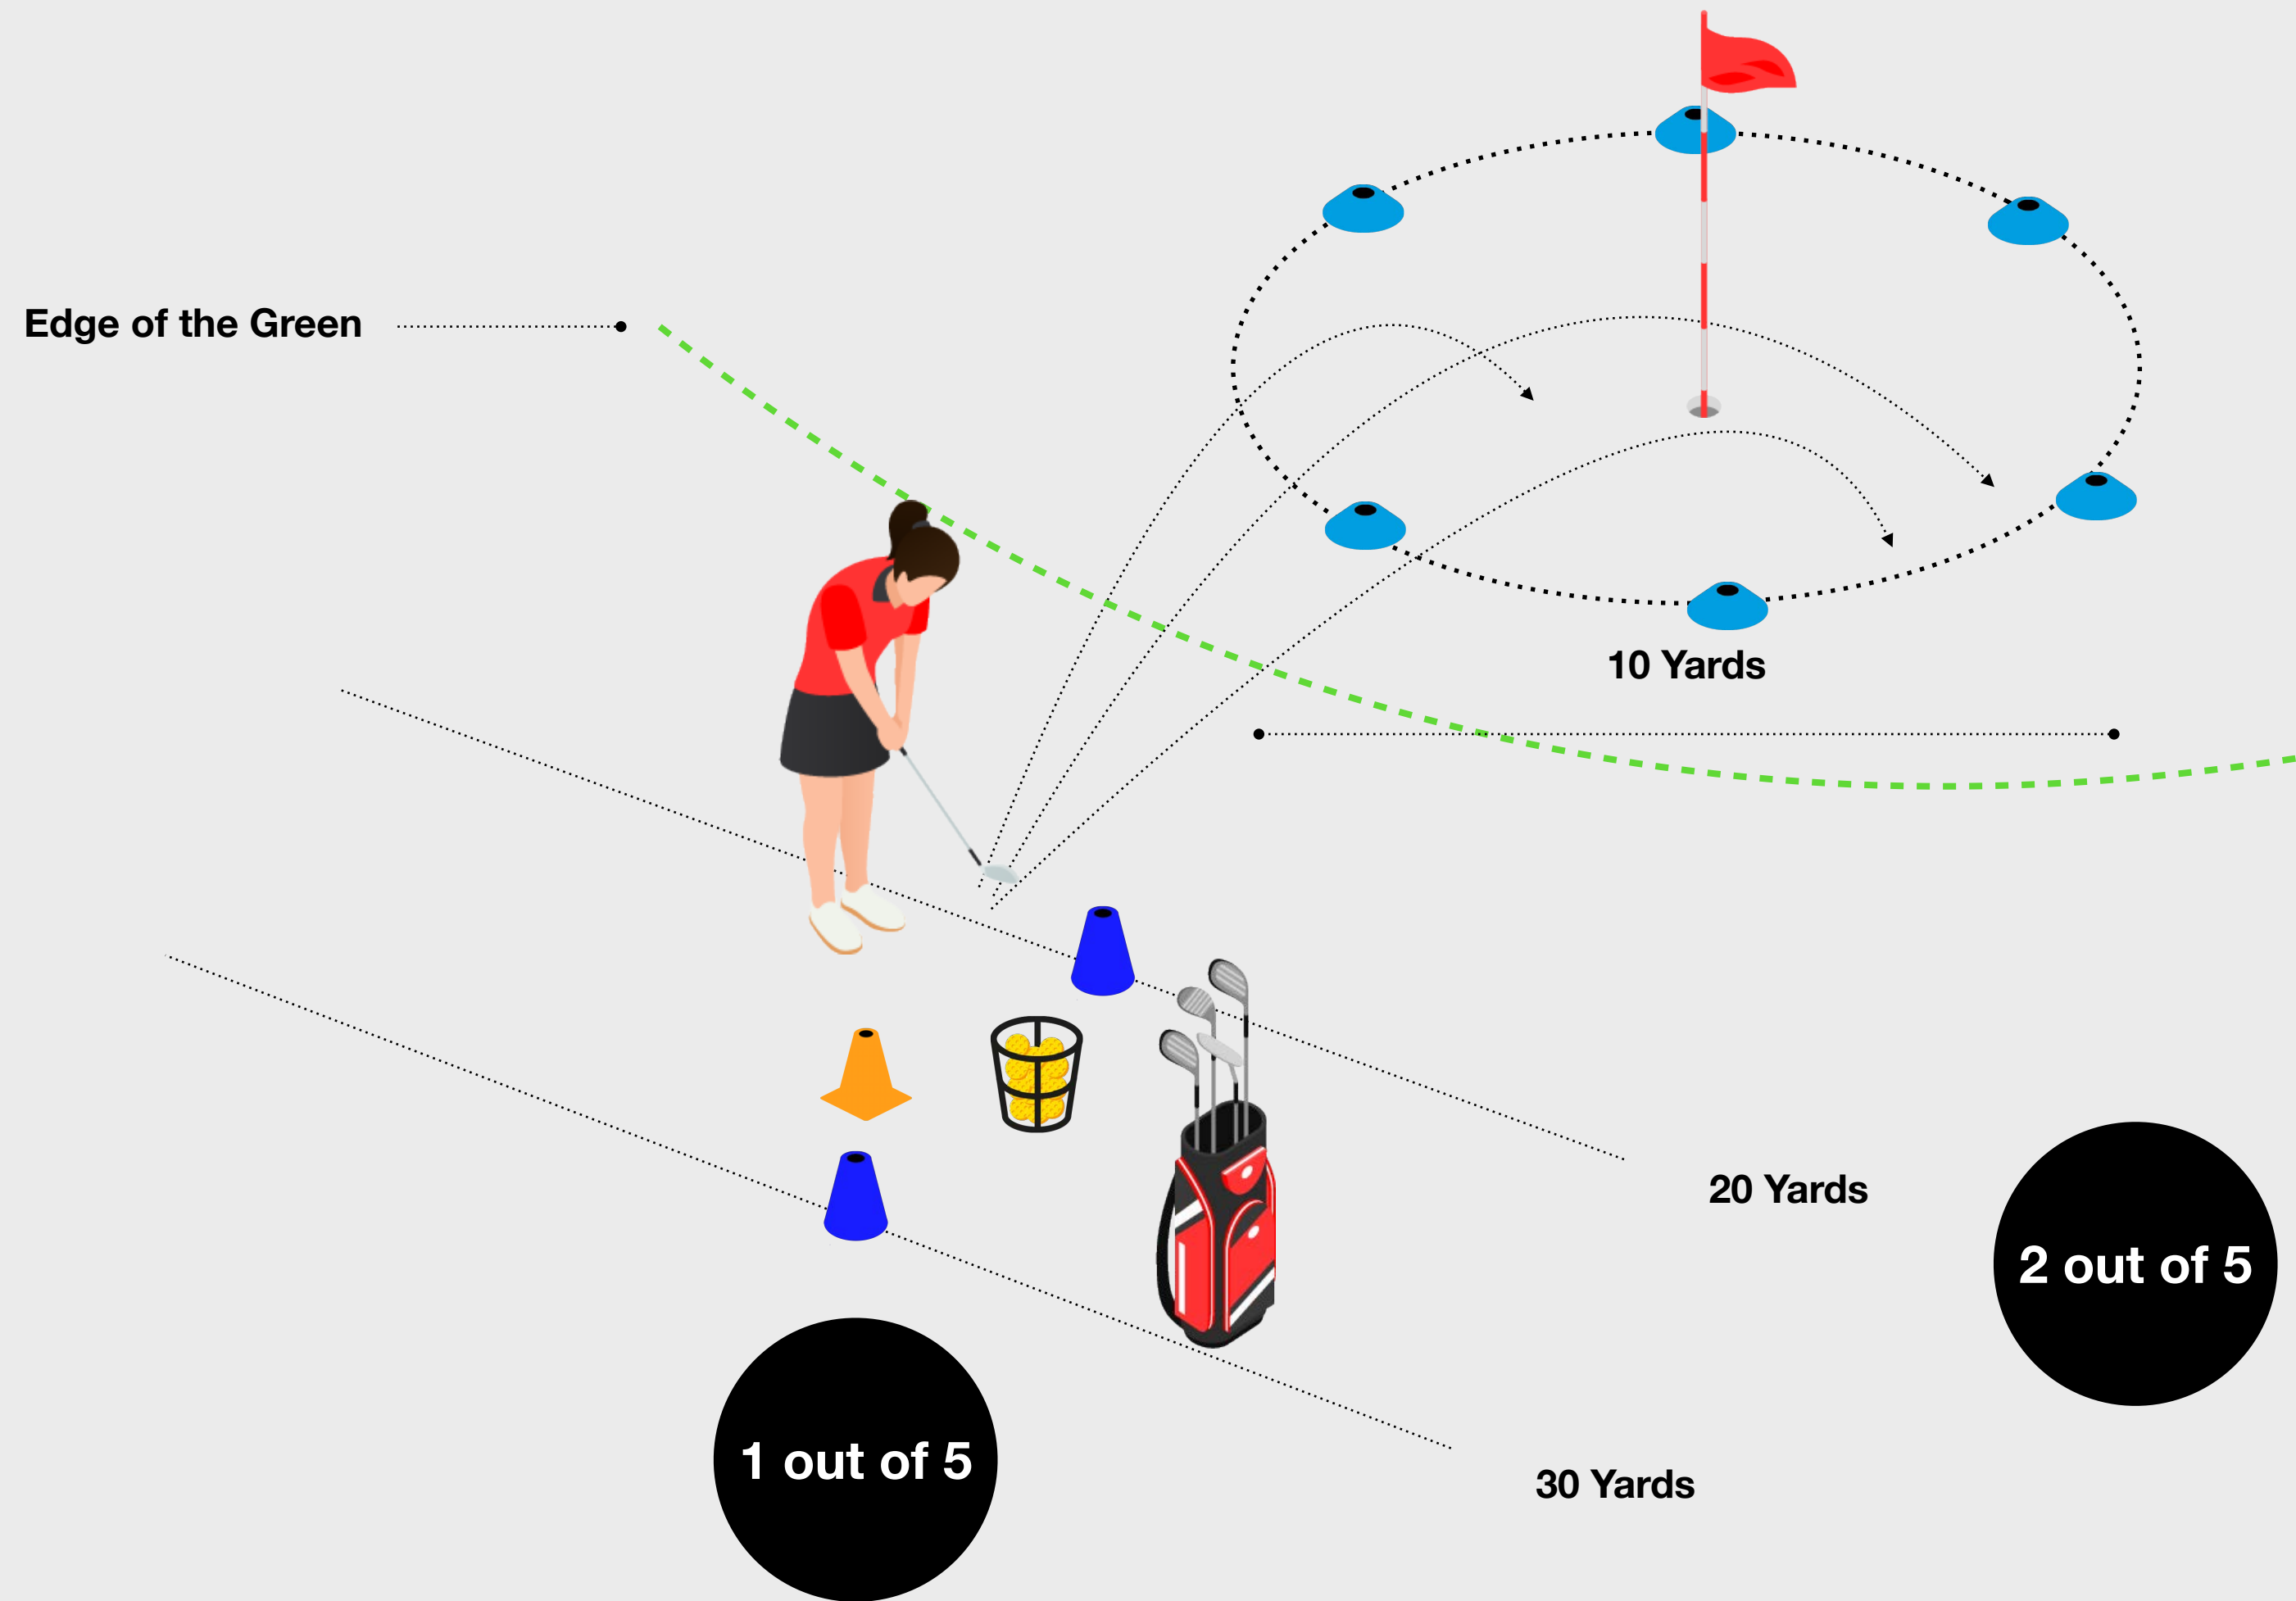 Edge of the Green
10 Yards
20 Yards
2 out of 5
1 out of 5
30 Yards